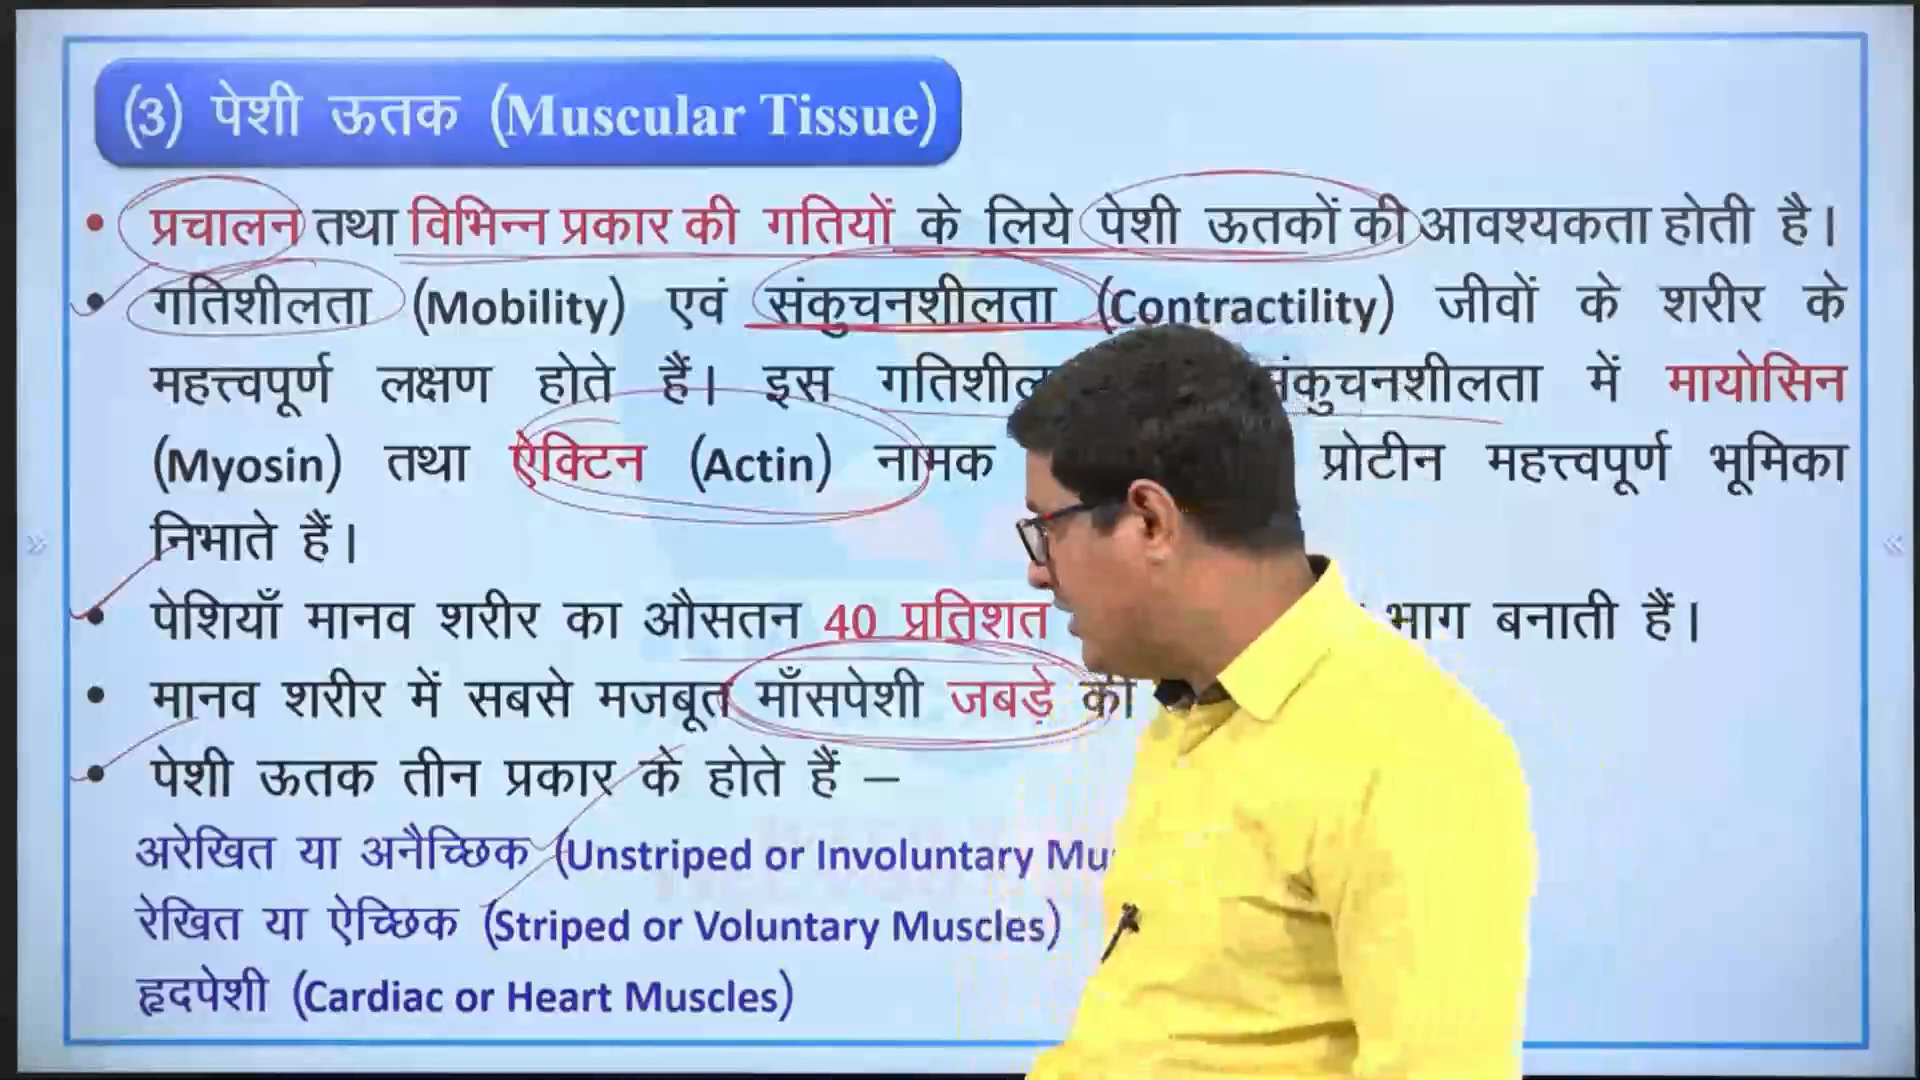 (3) पेशी ऊतक (Muscular Tissue)
• प्रचालन तथा विभिन्न प्रकार की गतियों के लिये पेशी ऊतकों की आवश्यकता होती है।
• गतिशीलता (Mobility) एवं संकुचनशीलता (Contractility) जीवों के शरीर के
महत्त्वपूर्ण लक्षण होते हैं। इस संकुचनशीलता में मायोसिन
(Myosin) तथा ऐक्टिन (Actin) नामक प्रोटीन महत्त्वपूर्ण भूमिका
निभाते हैं।
• पेशियाँ मानव शरीर का औसतन 40 प्रतिशत भाग बनाती हैं।
• मानव शरीर में सबसे मजबूत माँसपेशी जबड़े की
• पेशी ऊतक तीन प्रकार के होते हैं –
अरेखित या अनैच्छिक (Unstriped or Involuntary
रेखित या ऐच्छिक (Striped or Voluntary Muscles)
हृदपेशी (Cardiac or Heart Muscles)